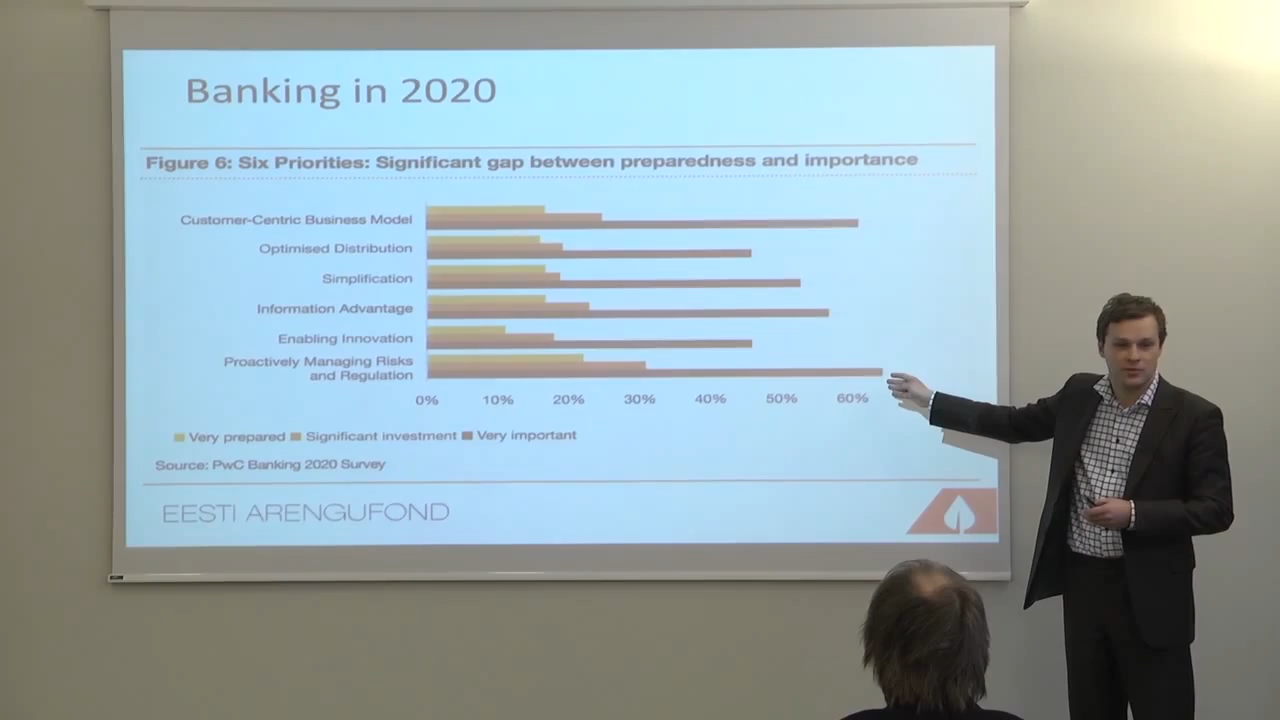 Banking in 2020
Figure 6: Six Priorities: Significant gap between preparedness and importance
Customer-Centric Business Model
Optimised Distribution
Simplification
Information Advantage
Enabling Innovation
Proactively Managing Risks
and Regulation
0% 10% 20% 30% 40% 50% 60%
Very prepared Significant investment Very important
Source: PwC Banking 2020 Survey
EESTI ARENGUFOND